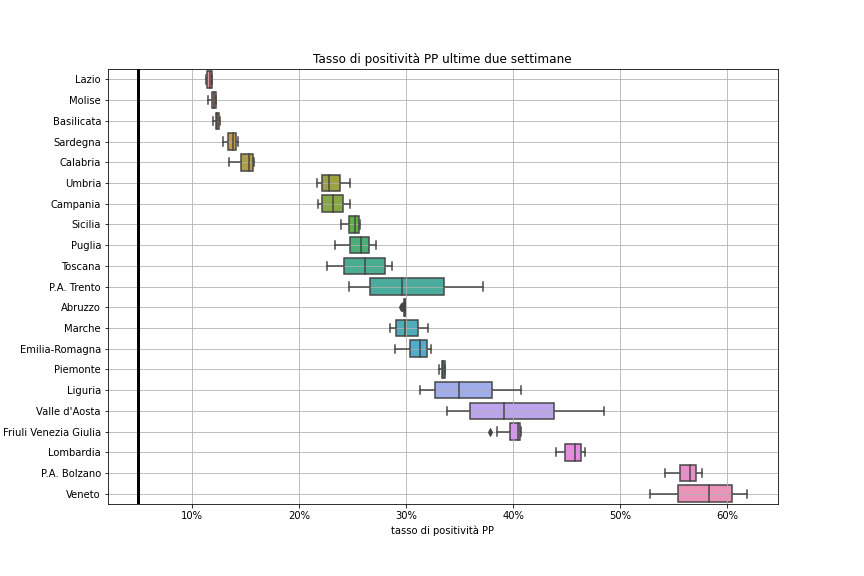 Tasso di positività PP ultime due settimane
Lazio
Molise
Basilicata
Sardegna
Calabria
Umbria
Campania
Sicilia
Puglia
Toscana
P.A. Trento
Abruzzo
Marche
Emilia-Romagna
Piemonte
Liguria
Valle d'Aosta
Friuli Venezia Giulia
Lombardia
P.A. Bolzano
Veneto
10% 20% 30% 40% 50% 60%
tasso di positività PP